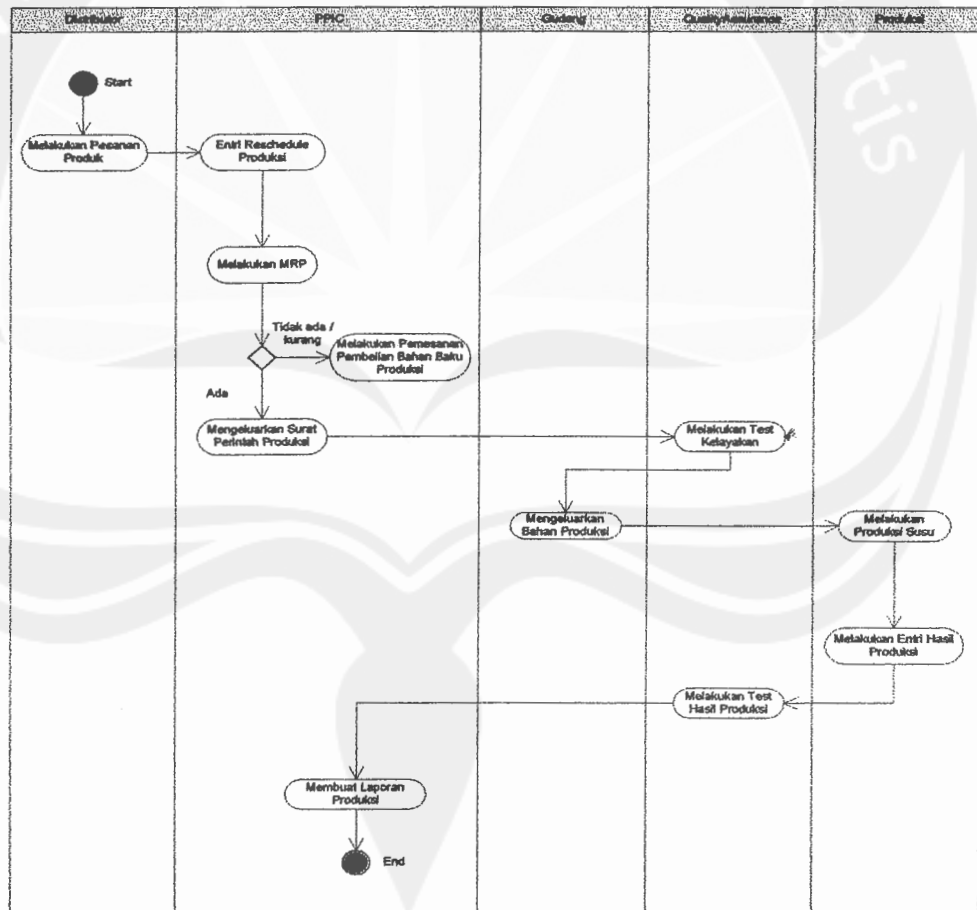 Distributor
PPIC
Gudang
Quality Assurance
Produksi
Start
Melakukan Pesanan
Produk
Entri Reschedule
Produksi
Melakukan MRP
Tidak ada /
kurang
Melakukan Pemesanan
Pembelian Bahan Baku
Produksi
Ada
Mengeluarkan Surat
Perintah Produksi
Melakukan Test
Kelayakan
Mengeluarkan
Bahan Produksi
Melakukan
Produksi Susu
Melakukan Entri Hasil
Produksi
Melakukan Test
Hasil Produksi
Membuat Laporan
Produksi
End